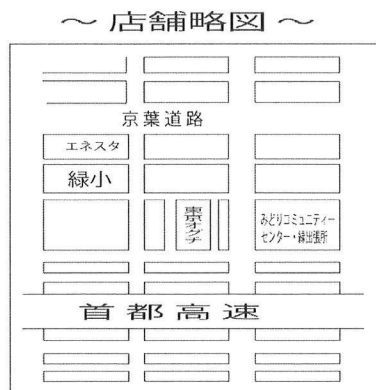 ～ 店舗略図 ～
京葉道路
エネスタ
緑小
東京オグチ
みどりコミュニティー
センター・緑出張所
首都高速